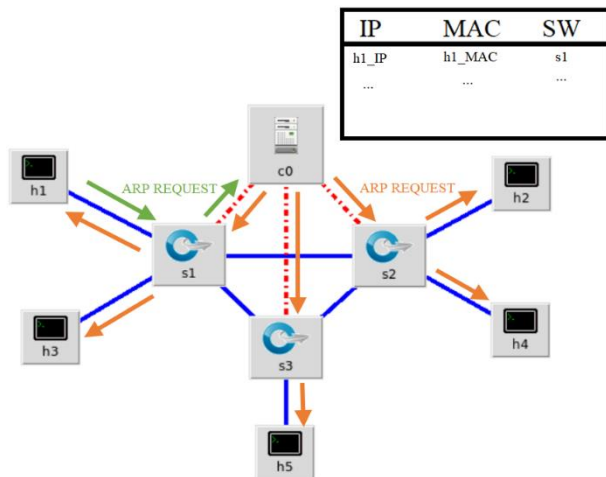 IP MAC SW
h1_IP h1_MAC s1
... ... ...
c0
h1
ARP REQUEST
ARP REQUEST
h2
s1
s2
h3
h4
s3
h5